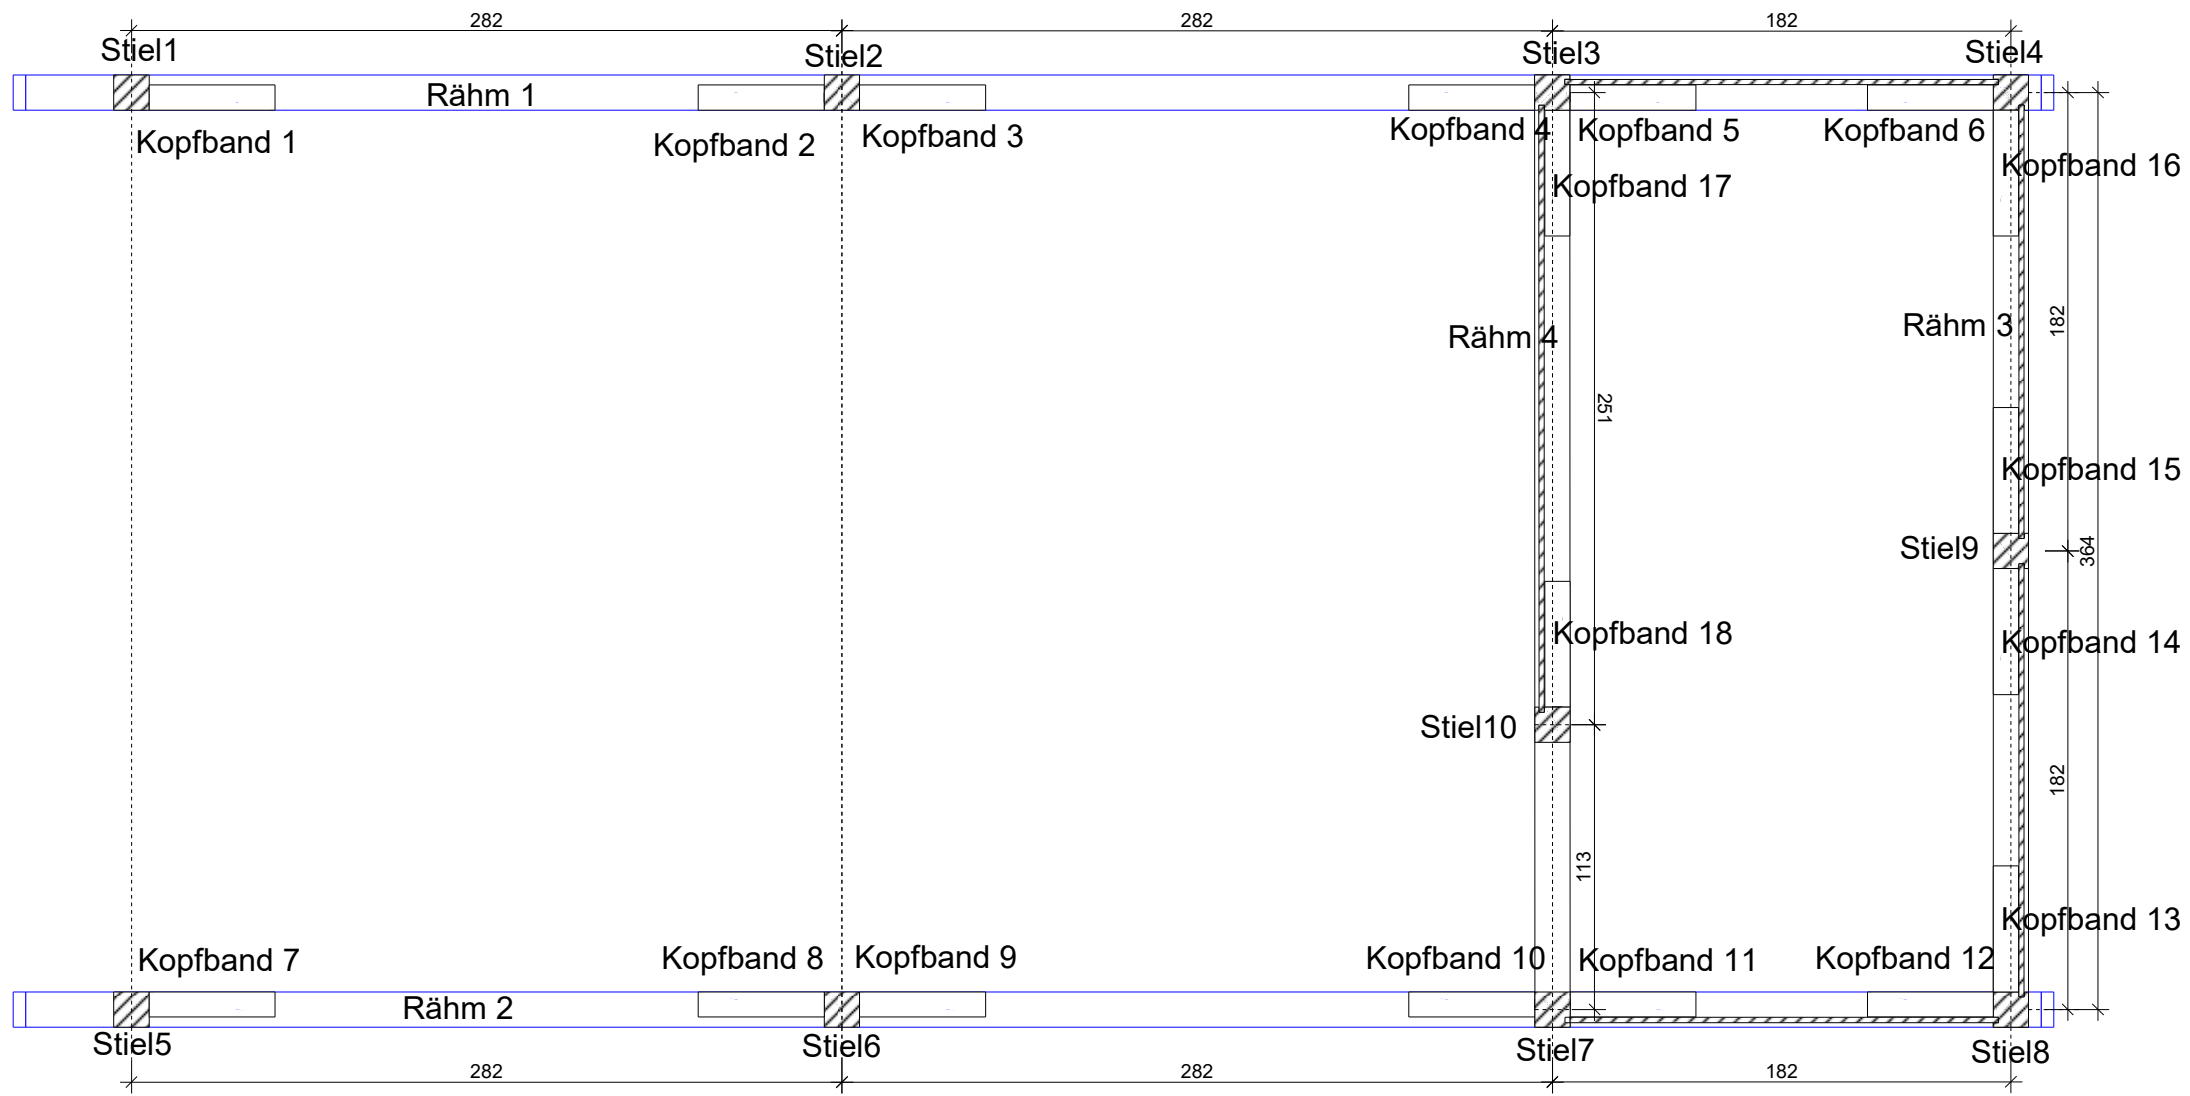 282
282
182
Stiel1
Stiel2
Stiel3
Stiel4
Rähm 1
Kopfband 1
Kopfband 2
Kopfband 3
Kopfband 4
Kopfband 5
Kopfband 6
Kopfband 16
Kopfband 17
Rähm 4
Rähm 3
182
251
Kopfband 15
Stiel9
364
Kopfband 18
Kopfband 14
Stiel10
182
113
Kopfband 13
Kopfband 7
Kopfband 8
Kopfband 9
Kopfband 10
Kopfband 11
Kopfband 12
Rähm 2
Stiel5
Stiel6
Stiel7
Stiel8
282
282
182